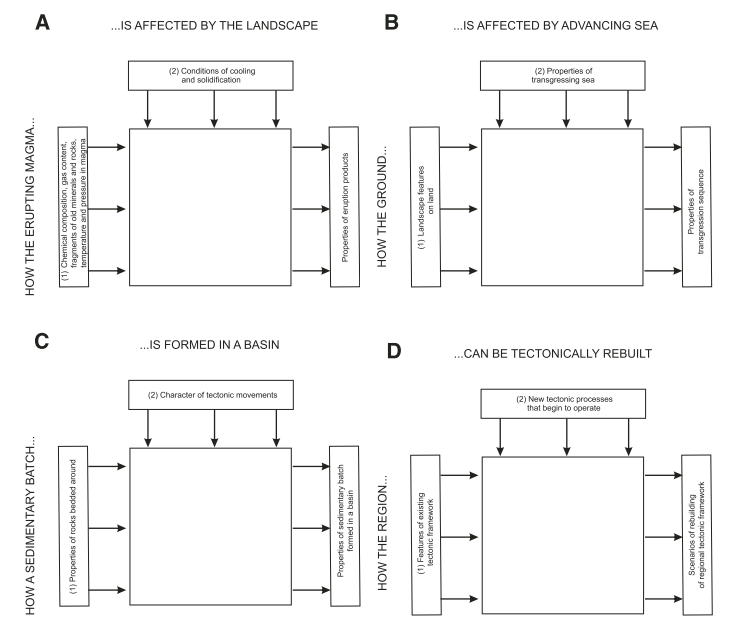 A
...IS AFFECTED BY THE LANDSCAPE
(2) Conditions of cooling
and solidification
HOW THE ERUPTING MAGMA...
(1) Chemical composition, gas content,
fragments of old minerals and rocks,
temperature and pressure in magma
Properties of eruption products
B
...IS AFFECTED BY ADVANCING SEA
(2) Properties of
transgressing sea
HOW THE GROUND...
(1) Landscape features
on land
Properties of
transgression sequence
C
...IS FORMED IN A BASIN
(2) Character of tectonic movements
HOW A SEDIMENTARY BATCH...
(1) Properties of rocks bedded around
Properties of sedimentary batch
formed in a basin
D
...CAN BE TECTONICALLY REBUILT
(2) New tectonic processes
that begin to operate
HOW THE REGION...
(1) Features of existing
tectonic framework
Scenarios of rebuilding
of regional tectonic framework